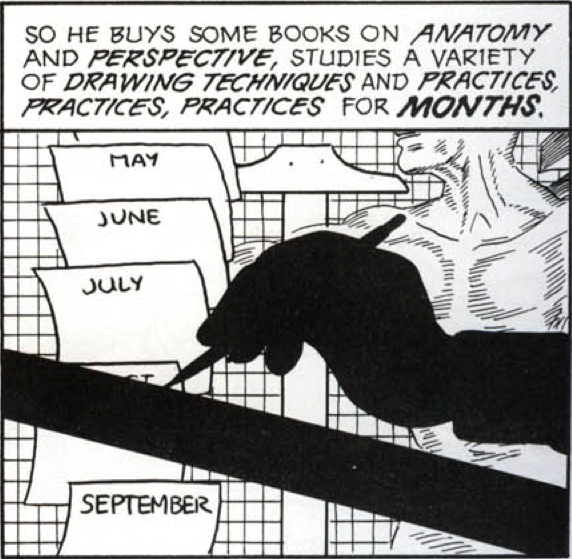 SO HE BUYS SOME BOOKS ON ANATOMY
AND PERSPECTIVE, STUDIES A VARIETY
OF DRAWING TECHNIQUES AND PRACTICES,
PRACTICES, PRACTICES FOR MONTHS.
MAY
JUNE
JULY
SEPTEMBER